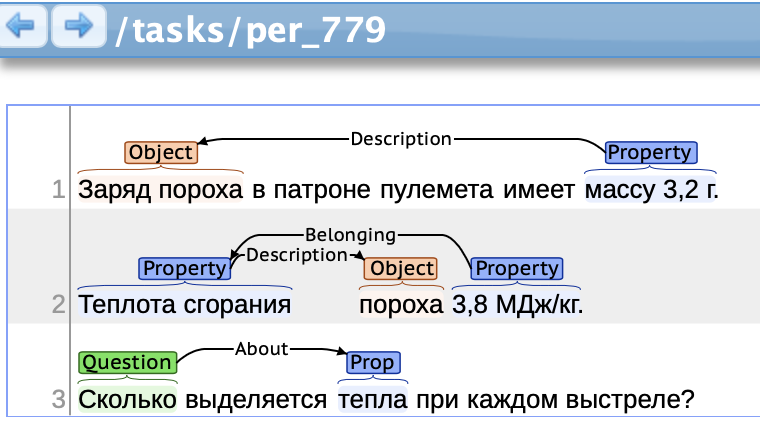 /tasks/per_779
Description
Object Property
1 Заряд пороха в патроне пулемета имеет массу 3,2 г.
Belonging
Description
Property Object Property
2 Теплота сгорания пороха 3,8 МДж/кг.
About
Question Prop
3 Сколько выделяется тепла при каждом выстреле?